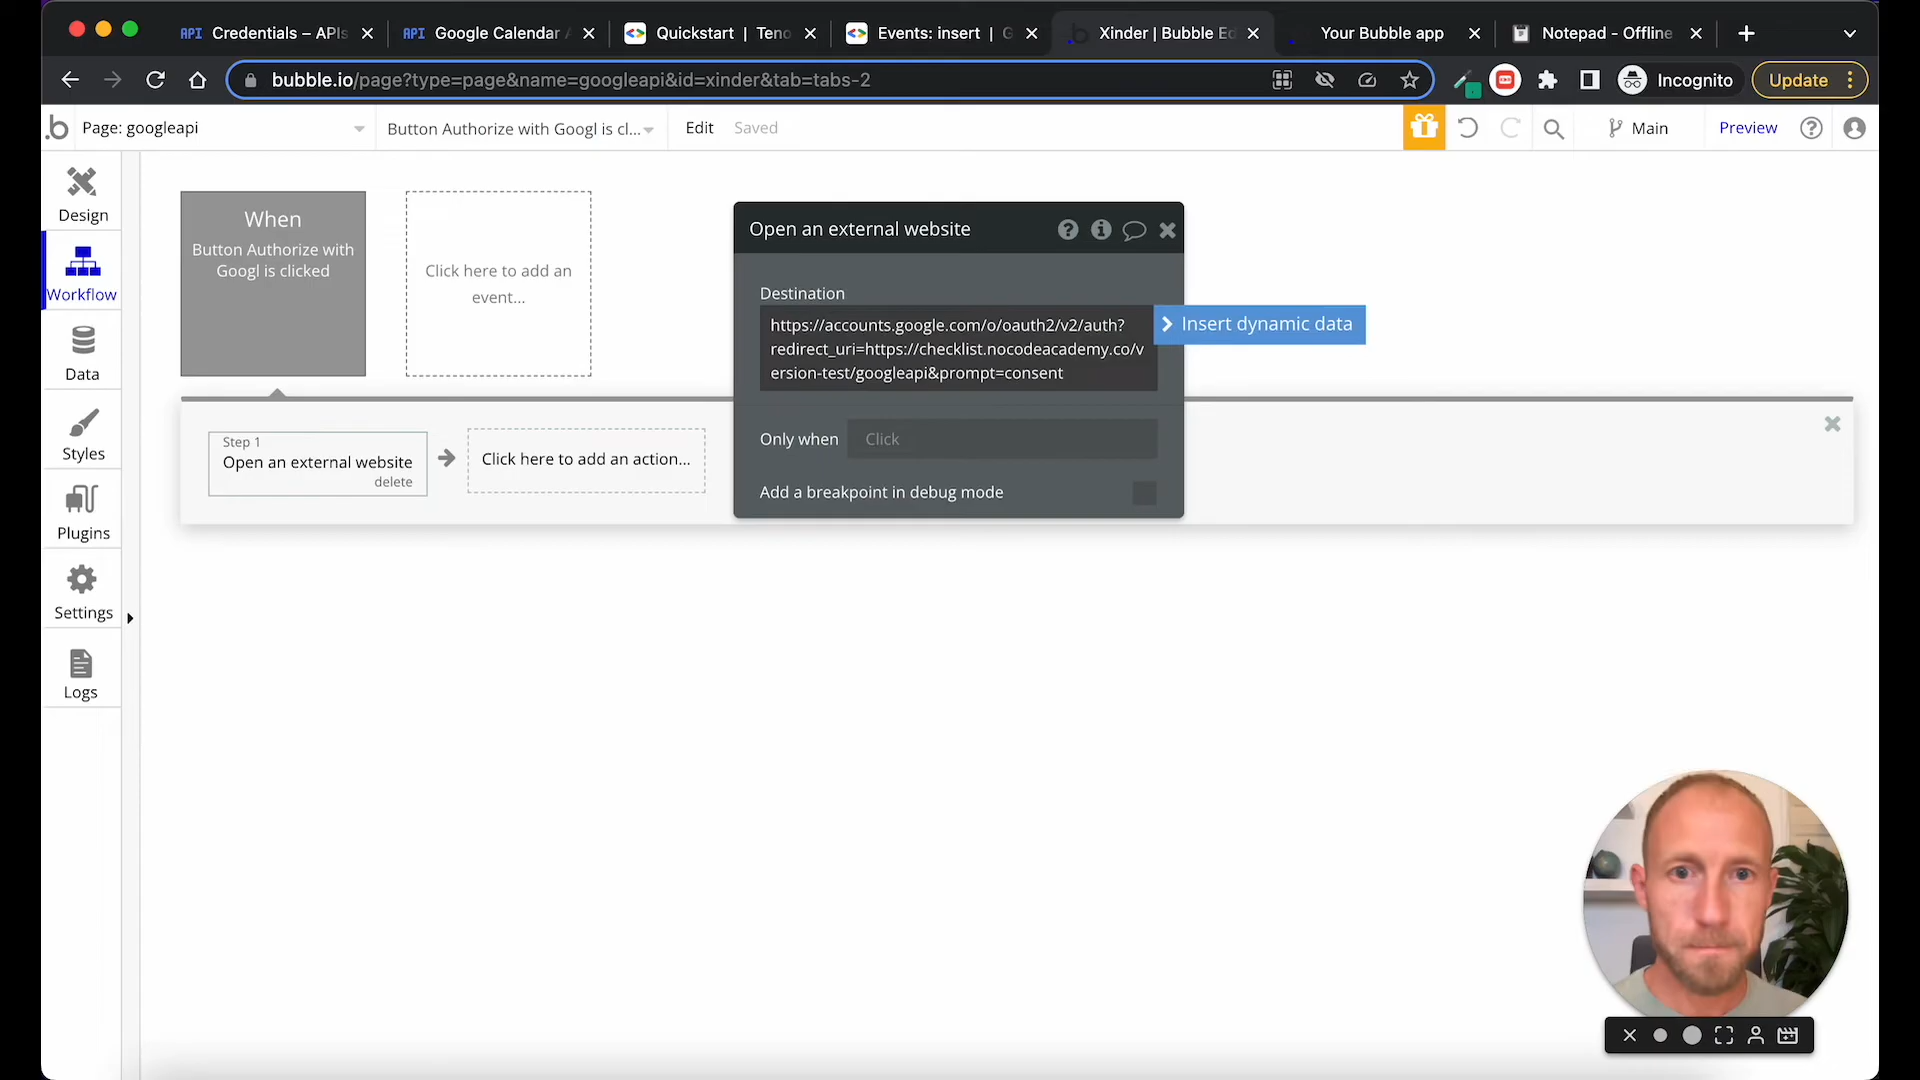 API Credentials – APIs
API Google Calendar A
Quickstart | Teno
Events: insert | G
Xinder | Bubble Ed
Your Bubble app
Notepad - Offline
bubble.io/page?type=page&name=googleapi&id=xinder&tab=tabs-2
Incognito
Update
.b Page: googleapi
Button Authorize with Googl is cl...
Edit
Saved
Main
Preview
Design
Workflow
Data
Styles
Plugins
Settings
Logs
When
Button Authorize with
Googl is clicked
Click here to add an
event...
Step 1
Open an external website
delete
Click here to add an action...
Open an external website
Destination
https://accounts.google.com/o/oauth2/v2/auth?
redirect_uri=https://checklist.nocodeacademy.co/v
ersion-test/googleapi&prompt=consent
Insert dynamic data
Only when
Click
Add a breakpoint in debug mode